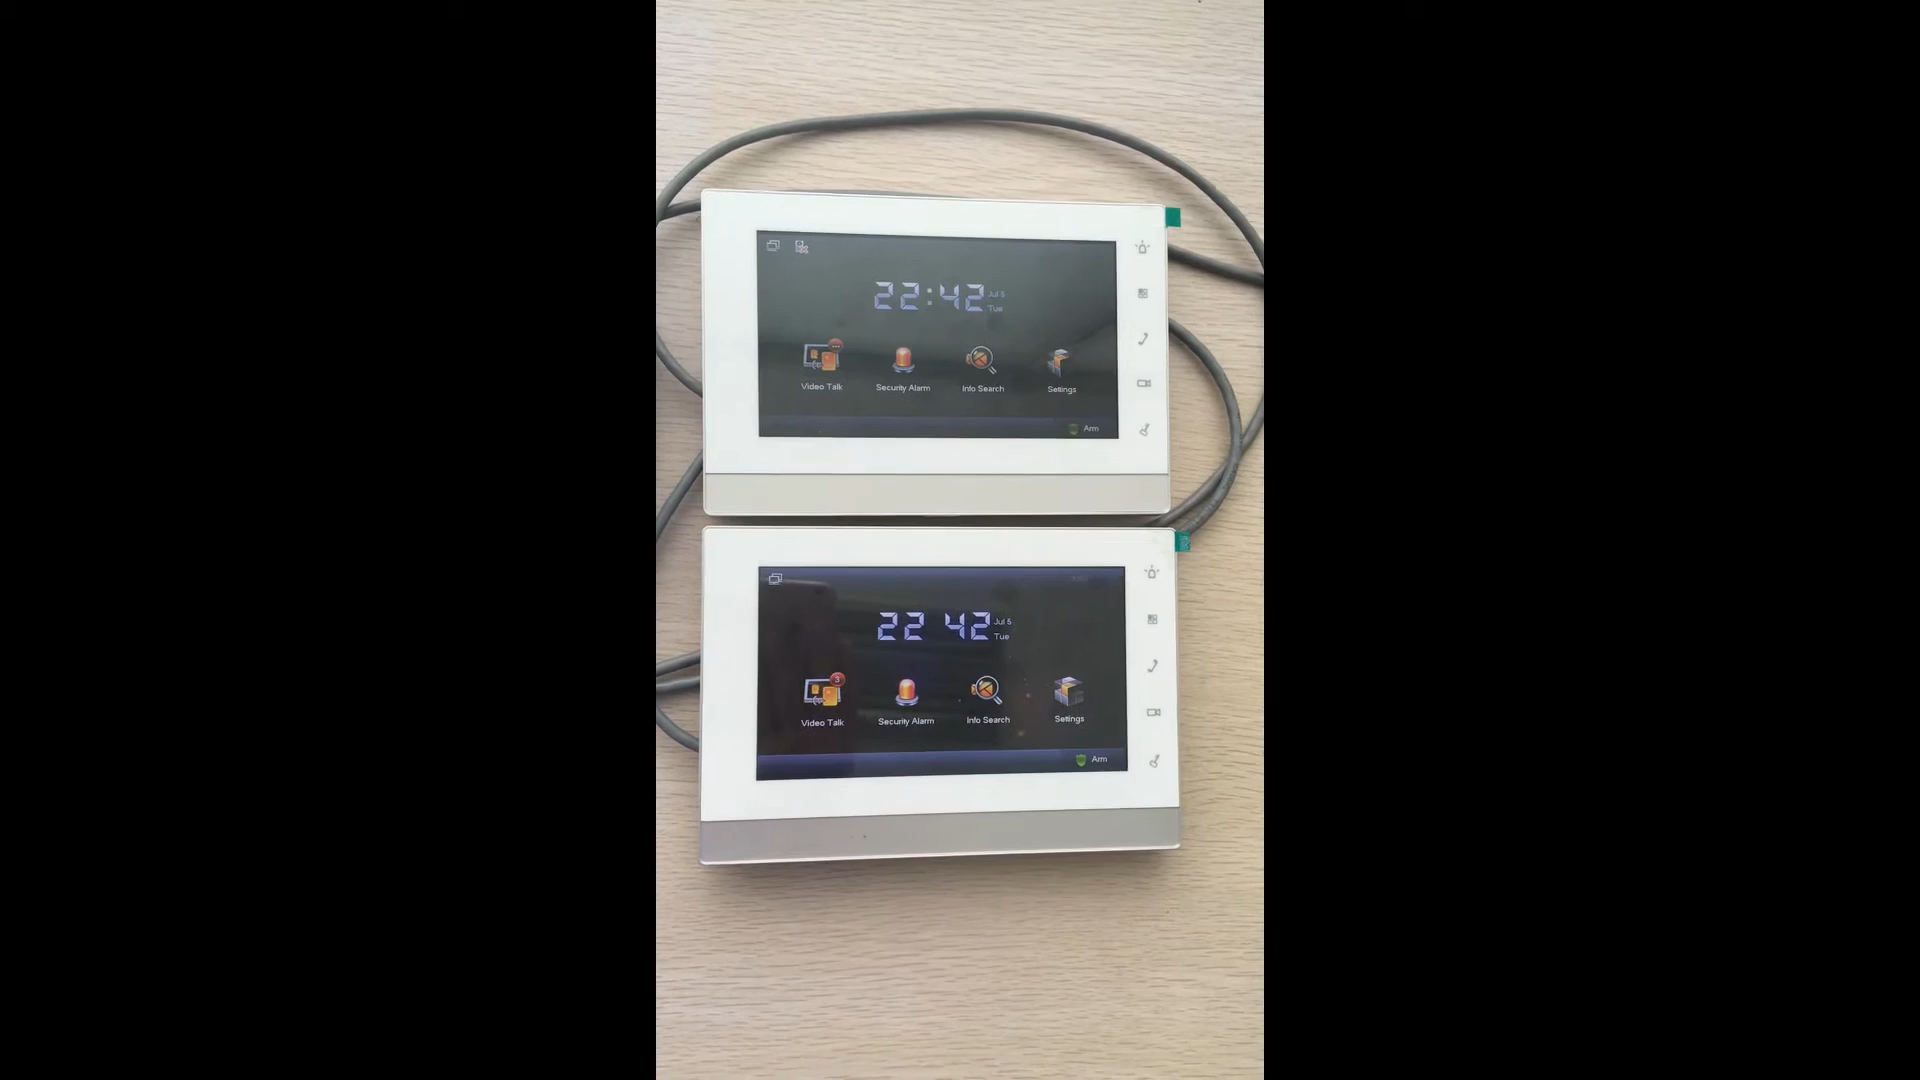 22:42
Jul 5
Tue
Video Talk
Security Alarm
Info Search
Settings
Arm
22 42
Jul 5
Tue
3
Video Talk
Security Alarm
Info Search
Settings
Arm